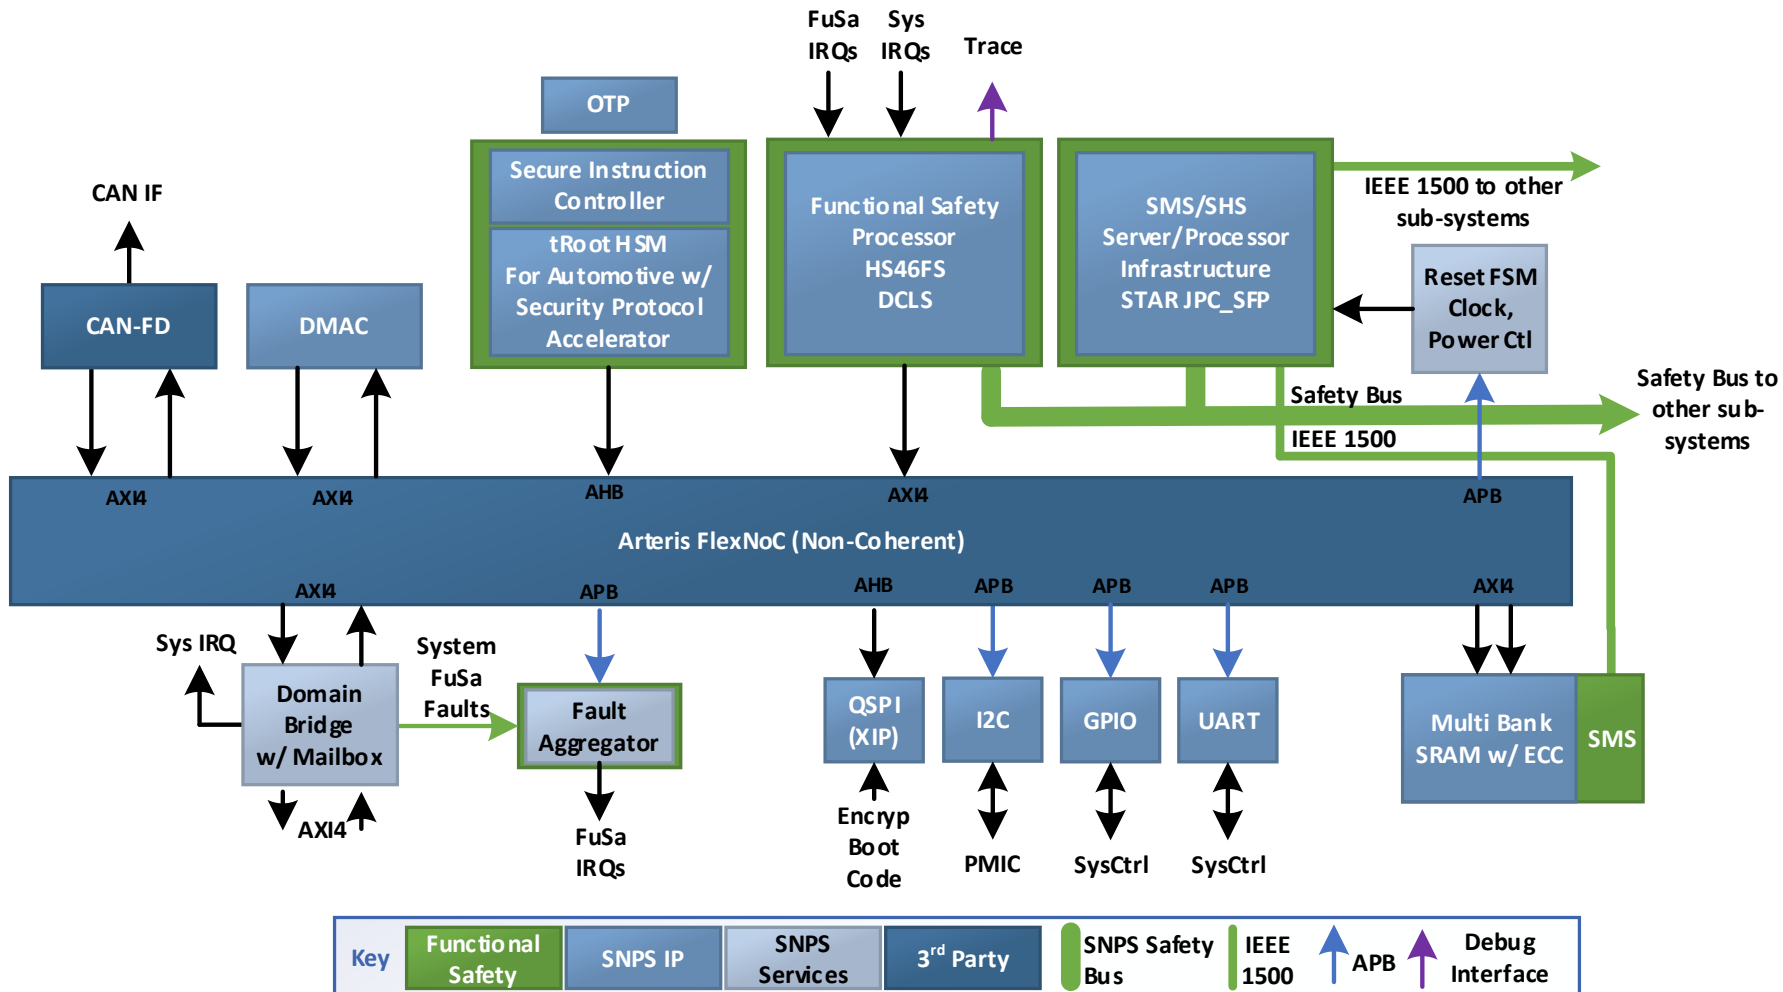 FuSa
IRQs
Sys
IRQs
Trace
OTP
Secure Instruction
Controller
tRoot HSM
For Automotive w/
Security Protocol
Accelerator
Functional Safety
Processor
HS46FS
DCLS
SMS/SHS
Server/Processor
Infrastructure
STAR JPC_SFP
IEEE 1500 to other
sub-systems
CAN IF
CAN-FD
DMAC
Reset FSM
Clock,
Power Ctl
Safety Bus
IEEE 1500
Safety Bus to
other sub-
systems
AXI4
AXI4
AHB
AXI4
APB
Arteris FlexNoC (Non-Coherent)
AXI4
APB
AHB
APB
APB
APB
AXI4
Sys IRQ
System
FuSa
Faults
Domain
Bridge
w/ Mailbox
Fault
Aggregator
QSPI
(XIP)
I2C
GPIO
UART
Multi Bank
SRAM w/ ECC
SMS
AXI4
FuSa
IRQs
Encryp
Boot
Code
PMIC
SysCtrl
SysCtrl
Key
Functional
Safety
SNPS IP
SNPS
Services
3rd Party
SNPS Safety
Bus
IEEE
1500
APB
Debug
Interface